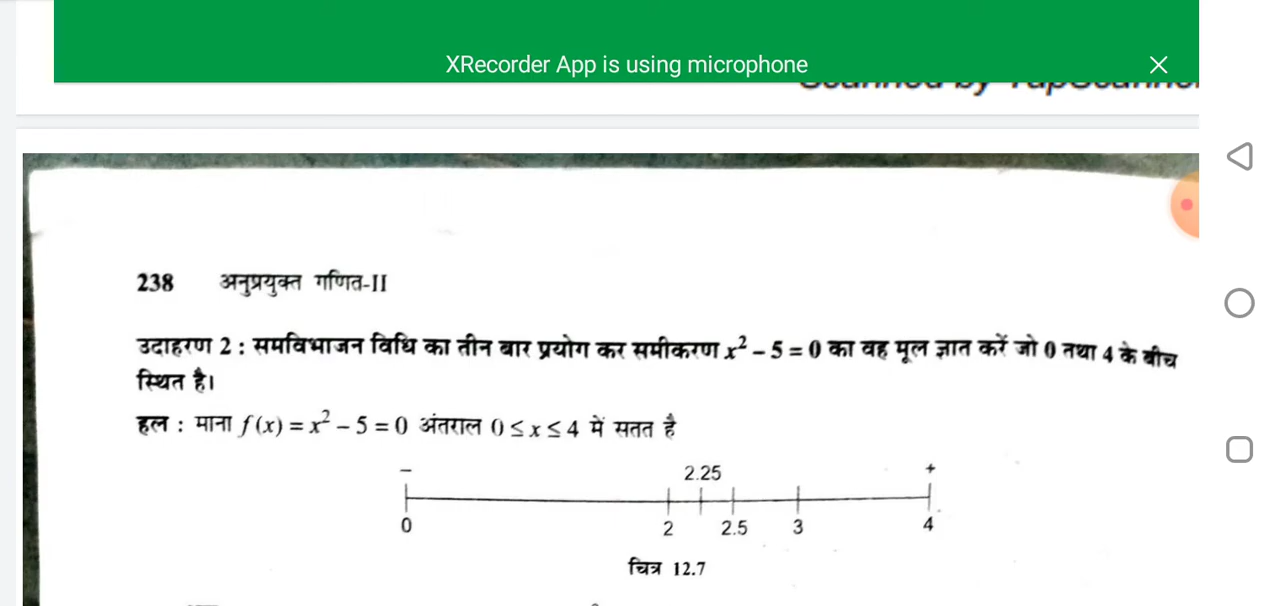 XRecorder App is using microphone
238 अनुप्रयुक्त गणित-II
उदाहरण 2 : समविभाजन विधि का तीन बार प्रयोग कर समीकरण x² – 5 = 0 का वह मूल ज्ञात करें जो 0 तथा 4 के बीच
स्थित है।
हल : माना f(x) = x² – 5 = 0 अंतराल 0 ≤ x ≤ 4 में सतत है
– 2.25 +
0 2 2.5 3 4
चित्र 12.7